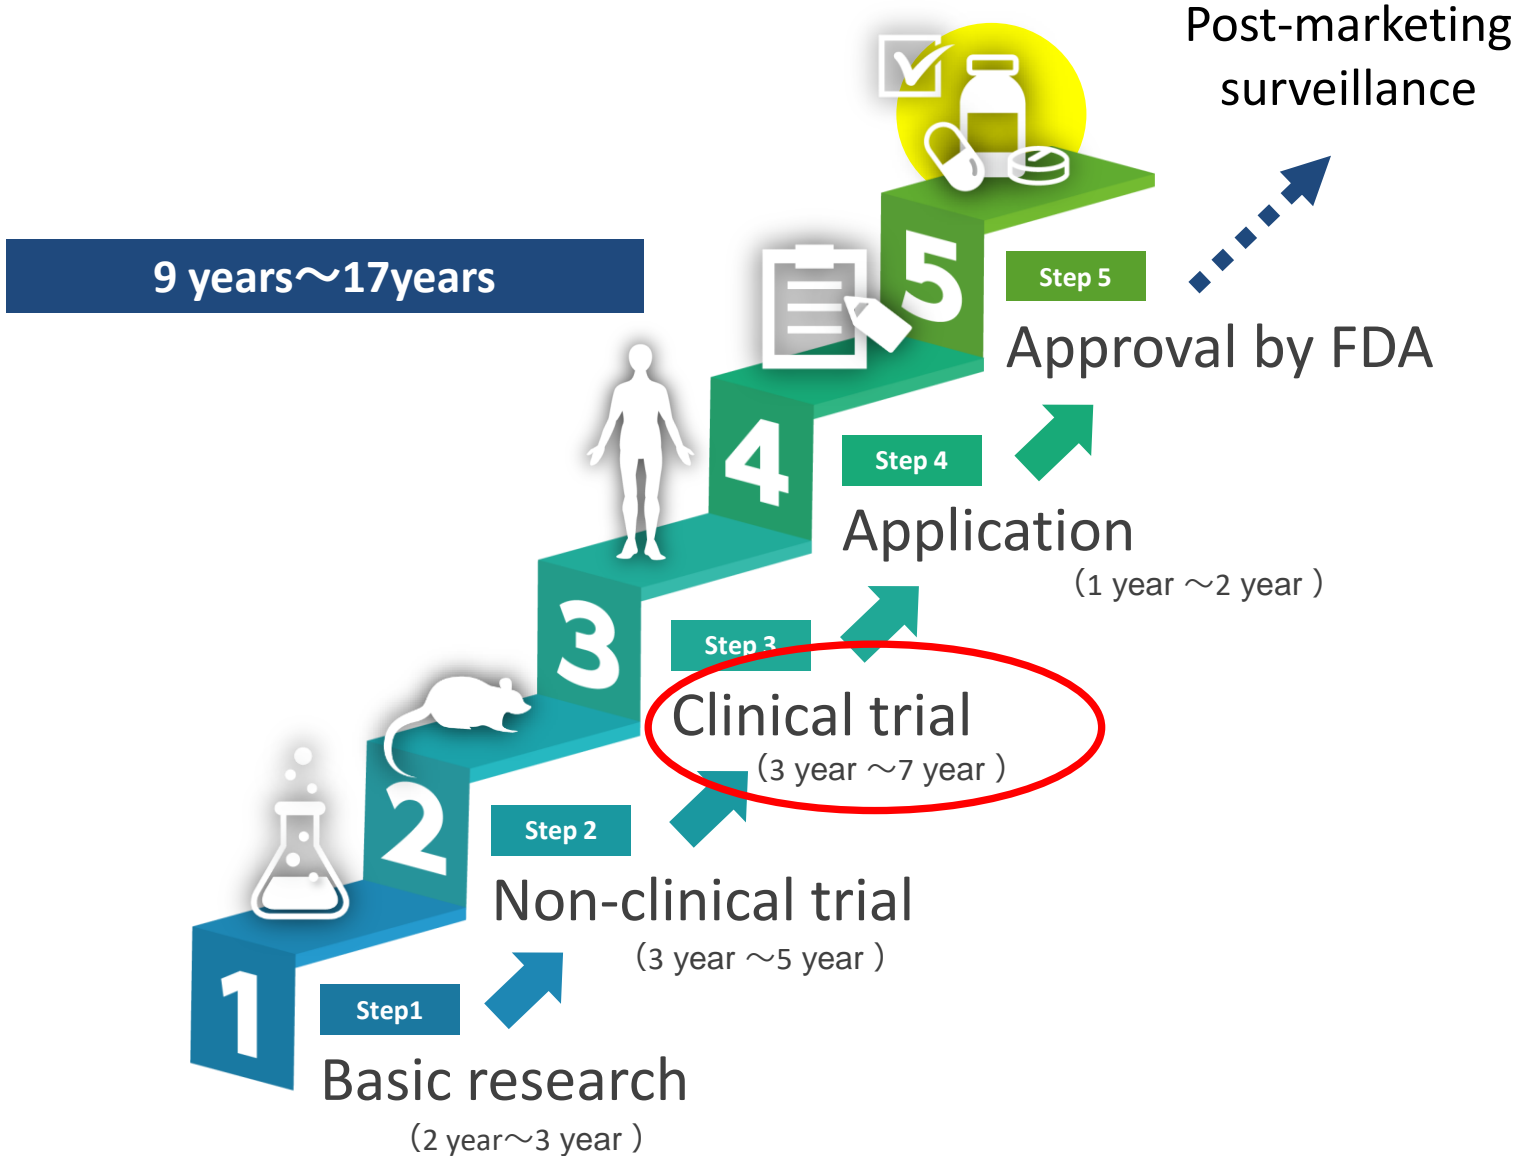 Post-marketing
surveillance
9 years～17years
5
Step 5
Approval by FDA
4
Step 4
Application
（1 year ～2 year ）
3
Step 3
Clinical trial
（3 year ～7 year ）
2
Step 2
Non-clinical trial
（3 year ～5 year ）
1
Step1
Basic research
（2 year～3 year ）